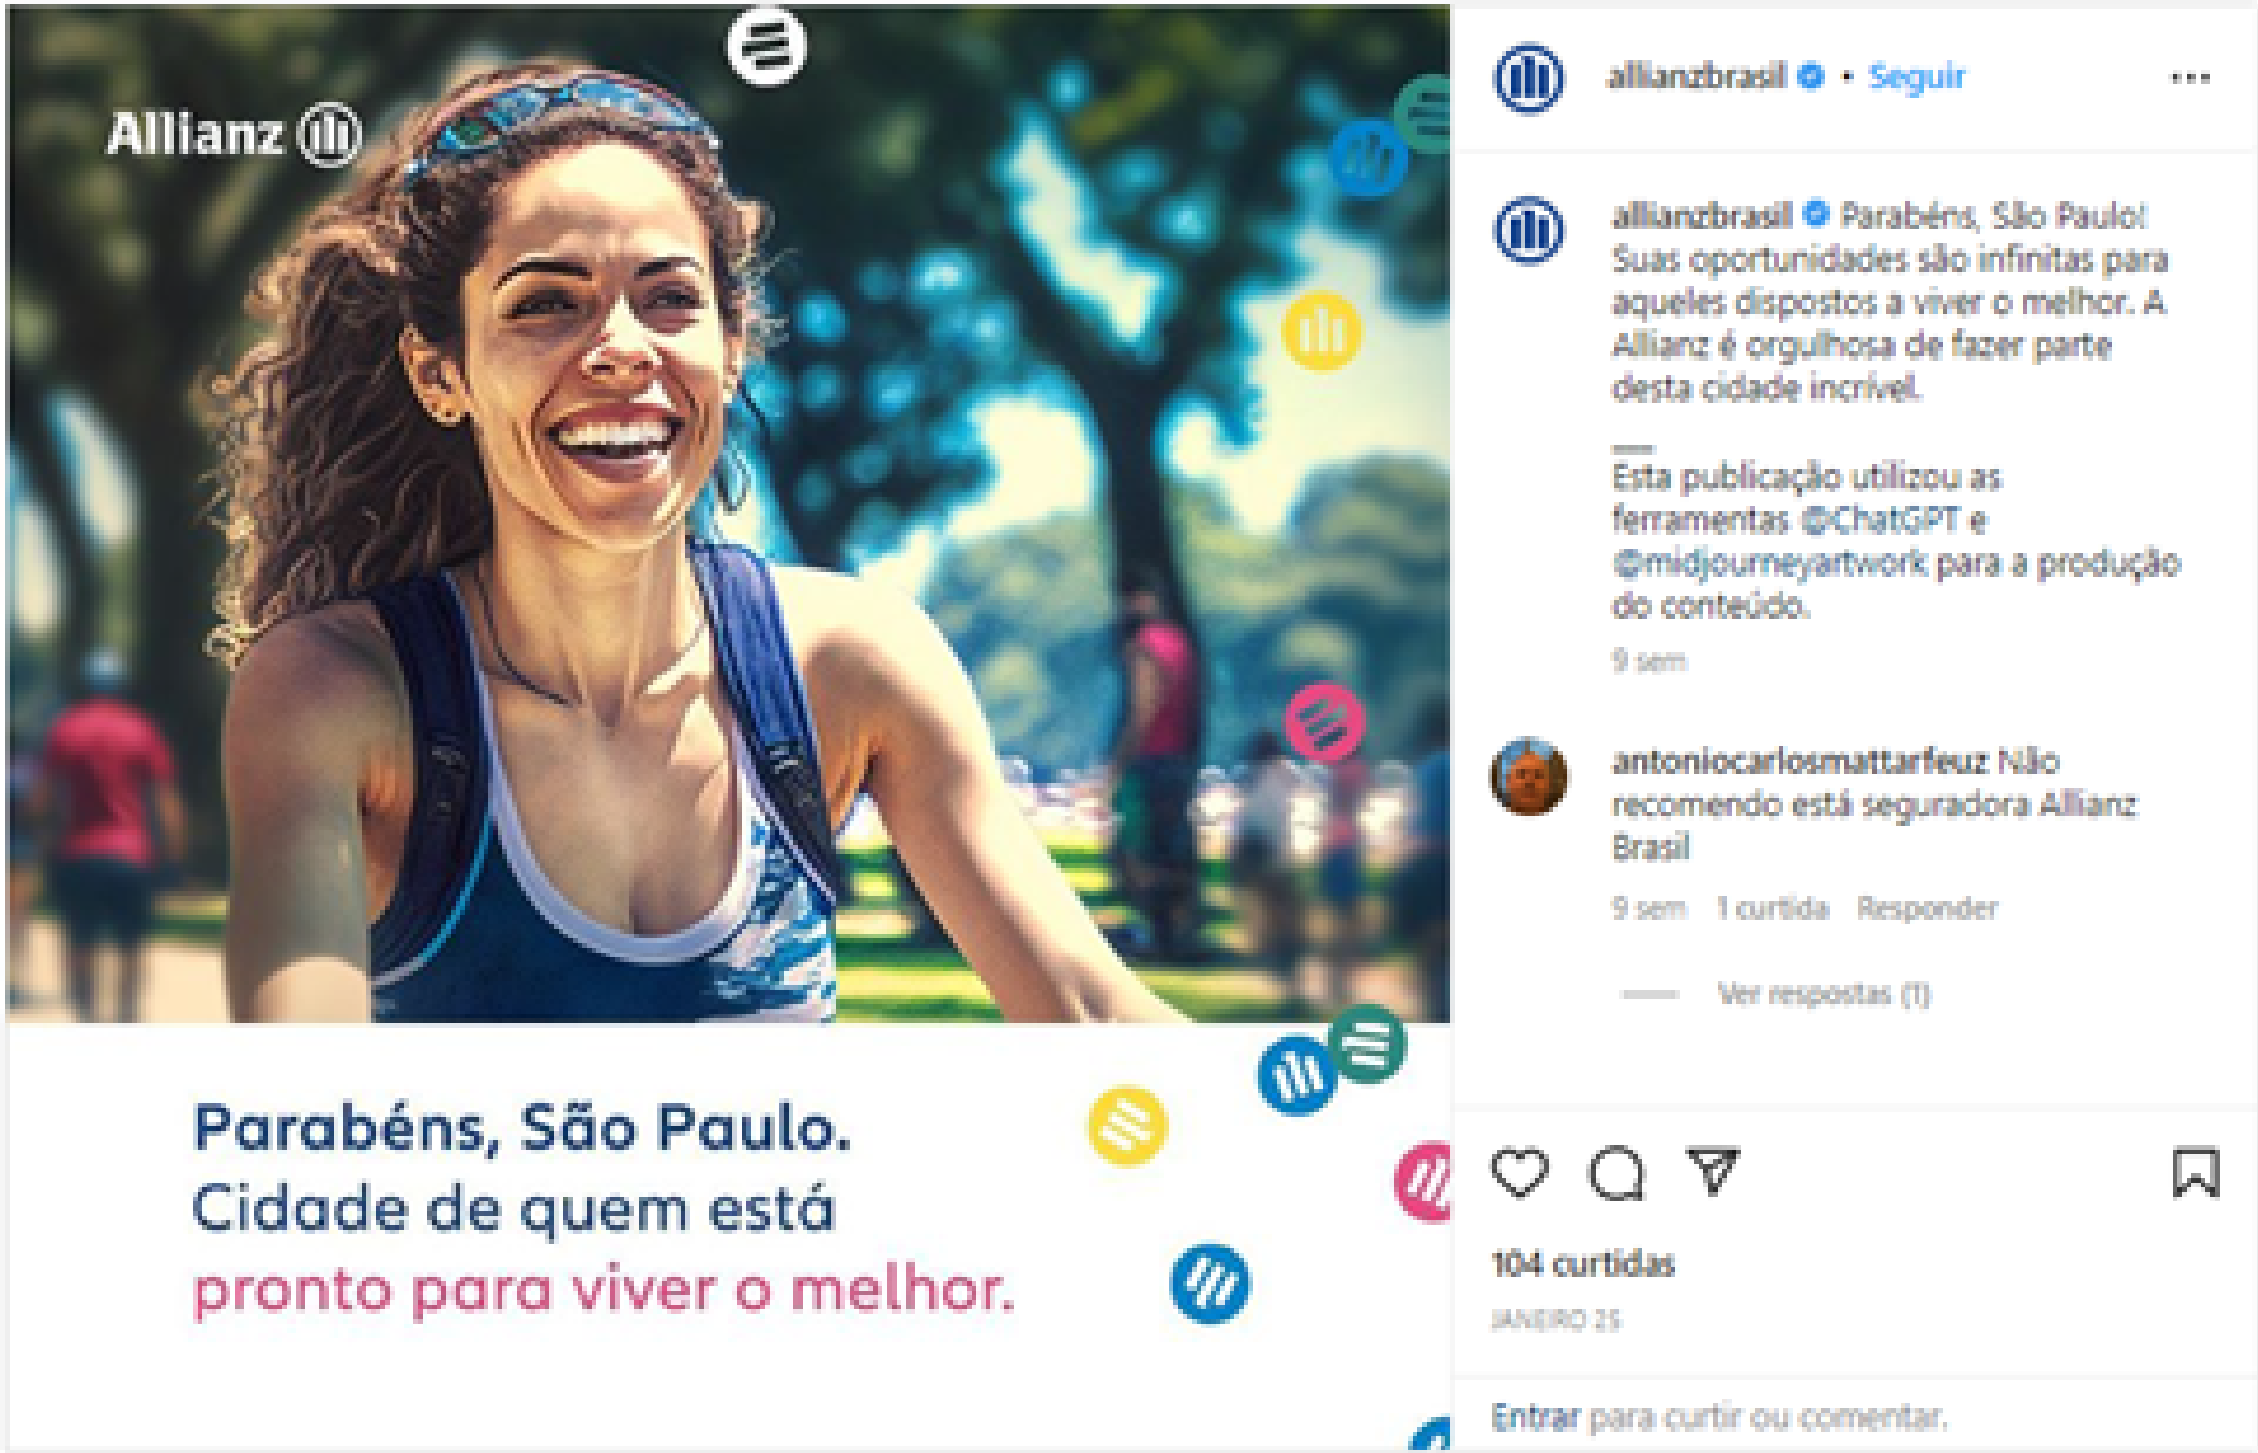 Allianz
Parabéns, São Paulo.
Cidade de quem está
pronto para viver o melhor.
allianzbrasil • Seguir
allianzbrasil Parabéns, São Paulo!
Suas oportunidades são infinitas para
aqueles dispostos a viver o melhor. A
Allianz é orgulhosa de fazer parte
desta cidade incrível.
Esta publicação utilizou as
ferramentas @ChatGPT e
@midjourneyartwork para a produção
do conteúdo.
9 sem
antoniocarlosmattarfeuz Não
recomendo está seguradora Allianz
Brasil
9 sem 1 curtida Responder
Ver respostas (1)
104 curtidas
JANEIRO 25
Entrar para curtir ou comentar.